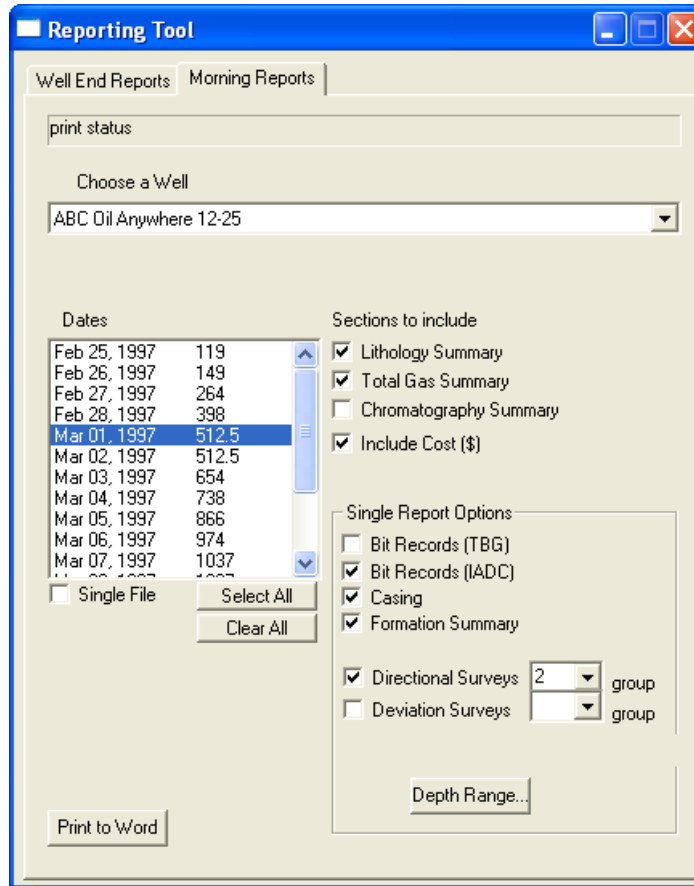 Reporting Tool
Well End Reports Morning Reports
print status
Choose a Well
ABC Oil Anywhere 12-25
Dates
Feb 25, 1997 119
Feb 26, 1997 149
Feb 27, 1997 264
Feb 28, 1997 398
Mar 01, 1997 512.5
Mar 02, 1997 512.5
Mar 03, 1997 654
Mar 04, 1997 738
Mar 05, 1997 866
Mar 06, 1997 974
Mar 07, 1997 1037
Single File
Select All
Clear All
Sections to include
Lithology Summary
Total Gas Summary
Chromatography Summary
Include Cost ($)
Single Report Options
Bit Records (TBG)
Bit Records (IADC)
Casing
Formation Summary
Directional Surveys 2 group
Deviation Surveys group
Depth Range...
Print to Word